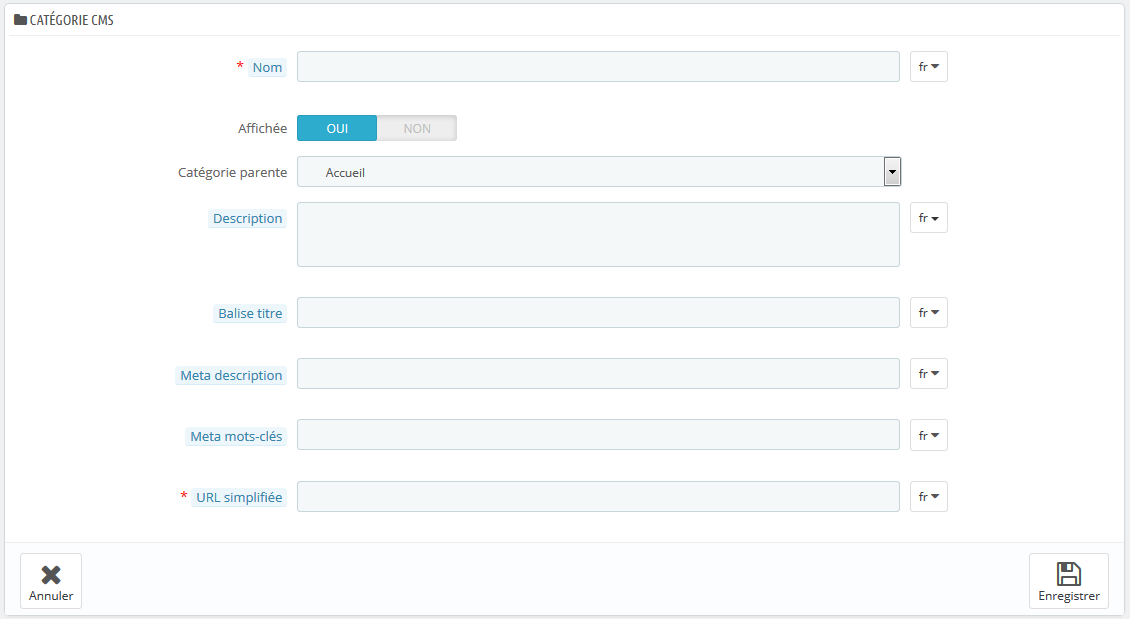 CATÉGORIE CMS
* Nom fr
Affichée OUI NON
Catégorie parente Accueil
Description fr
Balise titre fr
Meta description fr
Meta mots-clés fr
* URL simplifiée fr
Annuler Enregistrer